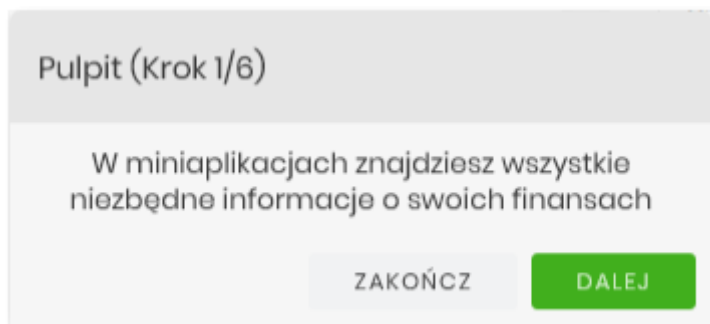 Pulpit (Krok 1/6)
W miniaplikacjach znajdziesz wszystkie
niezbędne informacje o swoich finansach
ZAKOŃCZ
DALEJ